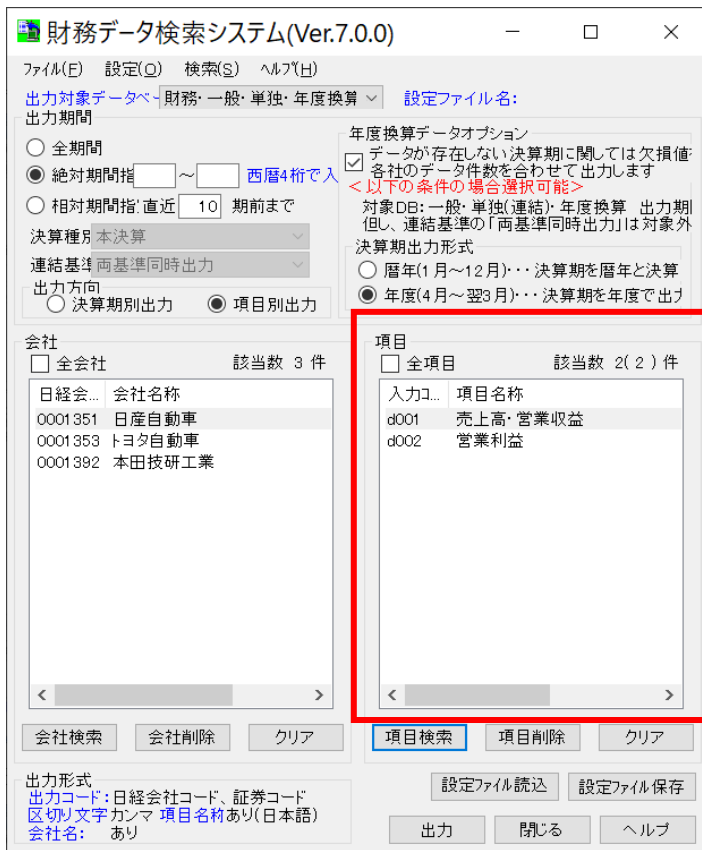 財務データ検索システム(Ver.7.0.0)
ファイル(F) 設定(O) 検索(S) ヘルプ(H)
出力対象データベー 財務・一般・単独・年度換算 設定ファイル名:
出力期間
全期間
絶対期間指 ～ 西暦4桁で入
相対期間指 直近 10 期前まで
決算種別 本決算
連結基準 両基準同時出力
出力方向
決算期別出力 項目別出力
年度換算データオプション
データが存在しない決算期に関しては欠損値
各社のデータ件数を合わせて出力します
<以下の条件の場合選択可能>
対象DB:一般・単独(連結)・年度換算 出力期
但し、連結基準の「両基準同時出力」は対象外
決算期出力形式
暦年(1月～12月)・・・決算期を暦年と決算
年度(4月～翌3月)・・・決算期を年度で出力
会社
全会社 該当数 3 件
日経会... 会社名称
0001351 日産自動車
0001353 トヨタ自動車
0001392 本田技研工業
会社検索 会社削除 クリア
項目
全項目 該当数 2( 2 ) 件
入力コ... 項目名称
d001 売上高・営業収益
d002 営業利益
項目検索 項目削除 クリア
出力形式
出力コード:日経会社コード、証券コード
区切り文字 カンマ 項目名称あり(日本語)
会社名: あり
設定ファイル読込 設定ファイル保存
出力 閉じる ヘルプ